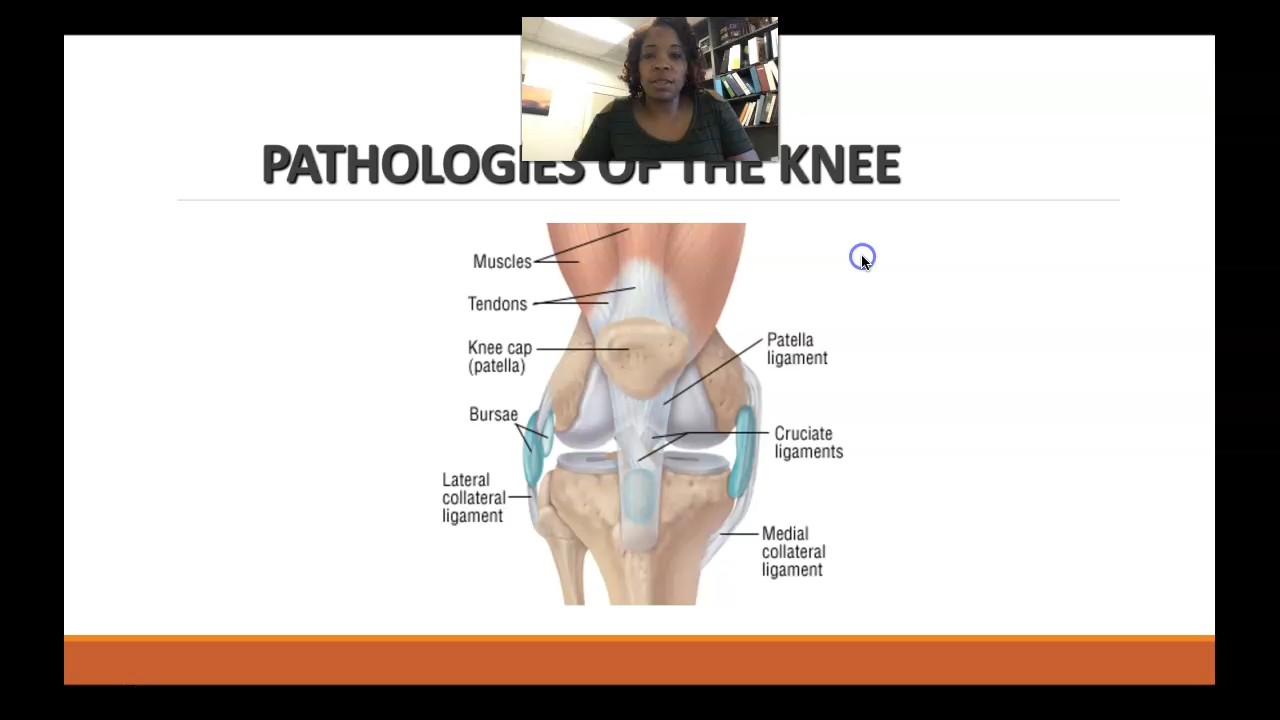 PATHOLOGIES OF THE KNEE
Muscles
Tendons
Knee cap
(patella)
Bursae
Lateral
collateral
ligament
Patella
ligament
Cruciate
ligaments
Medial
collateral
ligament